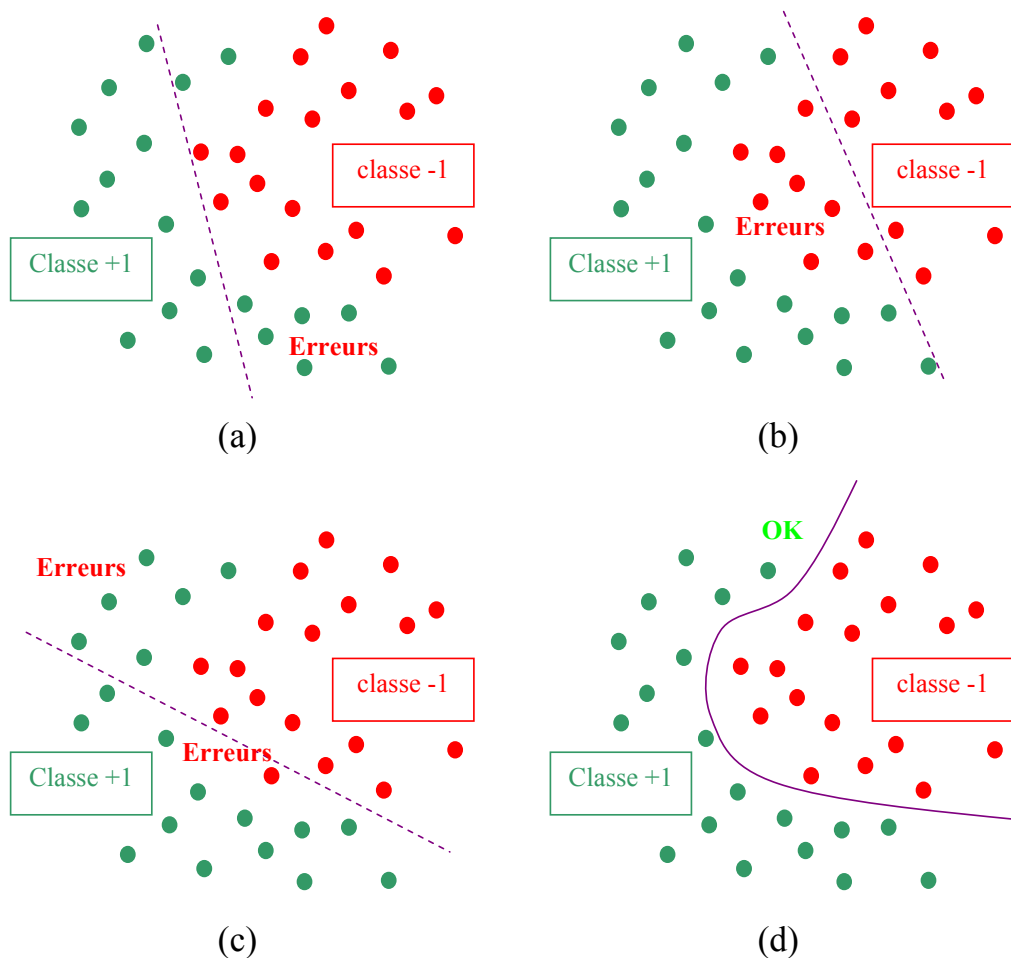 classe -1
Classe +1
Erreurs
(a)
classe -1
Erreurs
Classe +1
(b)
Erreurs
classe -1
Erreurs
Classe +1
(c)
OK
classe -1
Classe +1
(d)